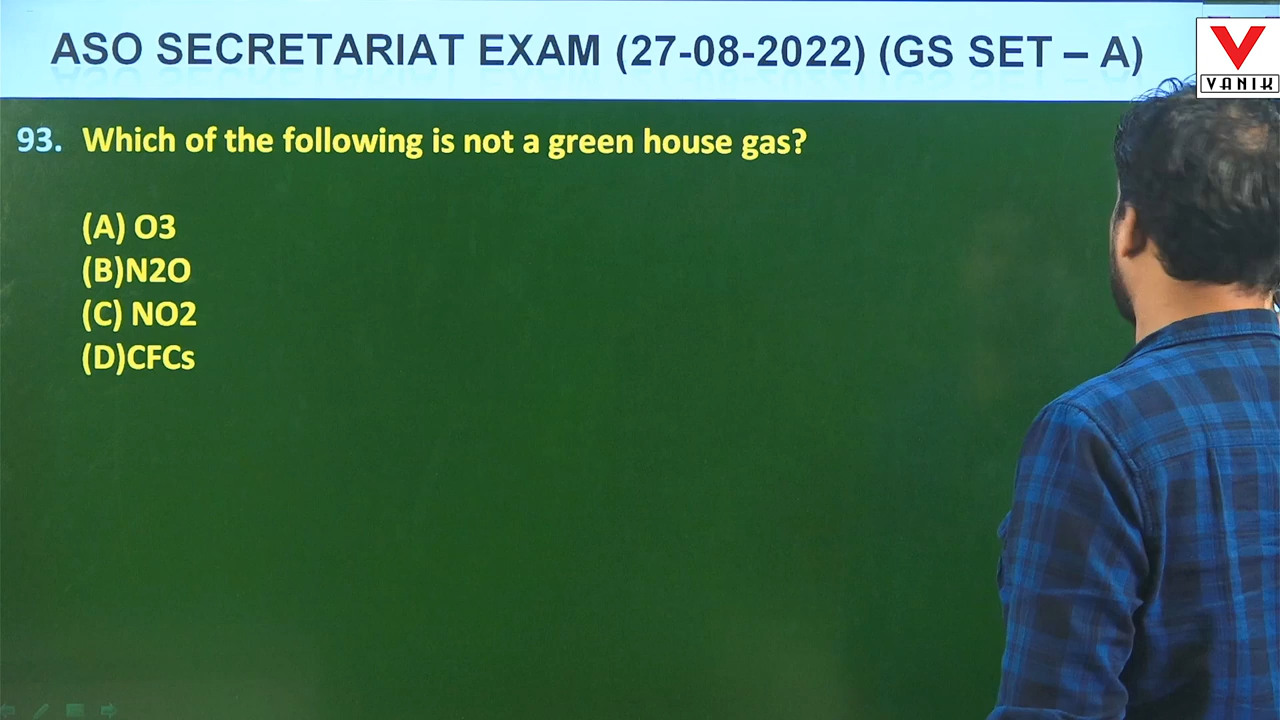 ASO SECRETARIAT EXAM (27-08-2022) (GS SET – A)
VANIK
93. Which of the following is not a green house gas?
(A) O3
(B)N2O
(C) NO2
(D)CFCs